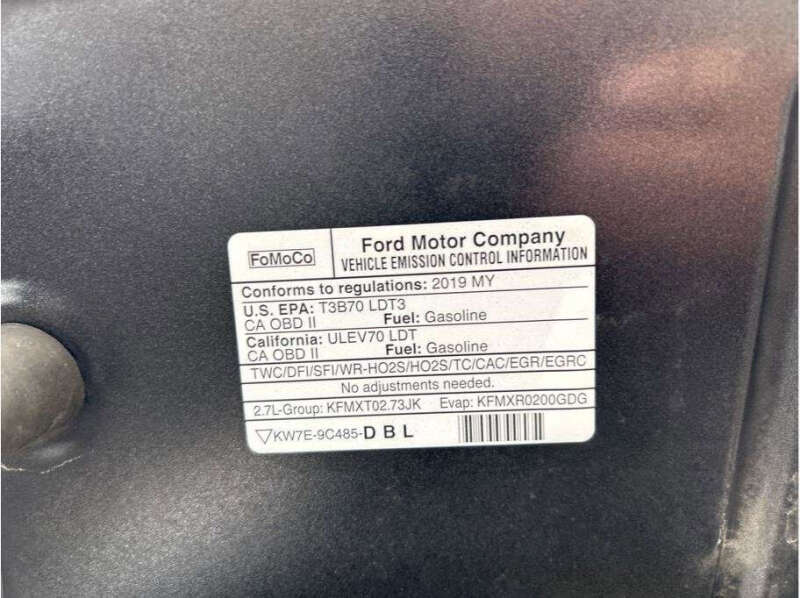 FoMoCo
Ford Motor Company
VEHICLE EMISSION CONTROL INFORMATION
Conforms to regulations: 2019 MY
U.S. EPA: T3B70 LDT3
CA OBD II Fuel: Gasoline
California: ULEV70 LDT
CA OBD II Fuel: Gasoline
TWC/DFI/SFI/WR-HO2S/HO2S/TC/CAC/EGR/EGRC
No adjustments needed.
2.7L-Group: KFMXT02.73JK Evap: KFMXR0200GDG
KW7E-9C485-D B L